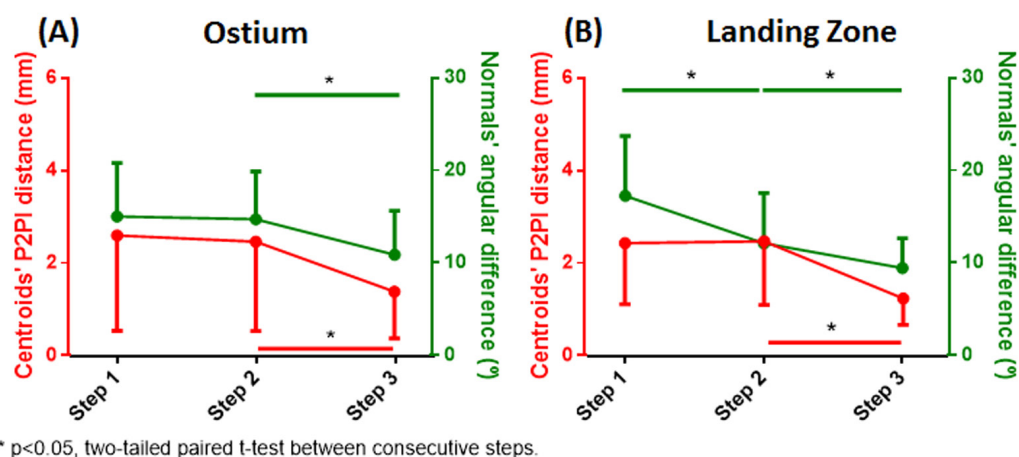 (A) Ostium
Centroids' P2Pl distance (mm)
6
4
2
0
*
*
30
20
10
0
Normals' angular difference (º)
Step 1
Step 2
Step 3
(B) Landing Zone
Centroids' P2Pl distance (mm)
6
4
2
0
*
*
*
30
20
10
0
Normals' angular difference (º)
Step 1
Step 2
Step 3
* p<0.05, two-tailed paired t-test between consecutive steps.